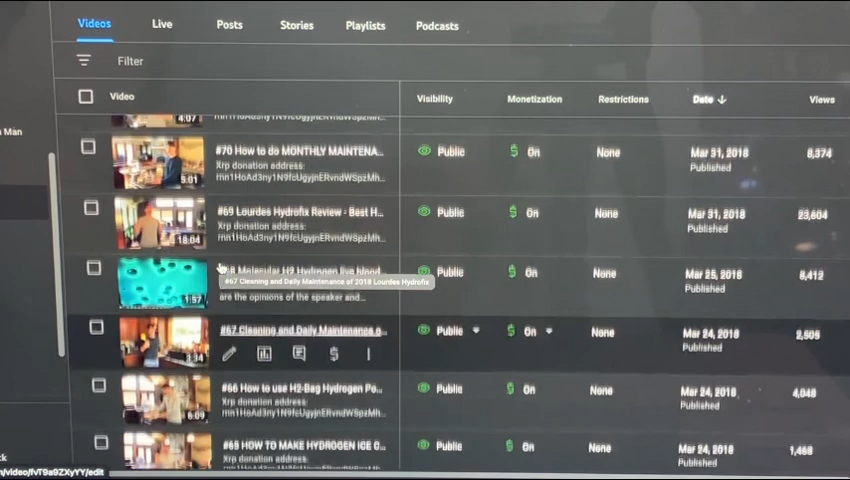 Videos Live Posts Stories Playlists Podcasts
Filter
Video Visibility Monetization Restrictions Date ↓ Views
n Man
4:07
#70 How to do MONTHLY MAINTENA...
Xrp donation address:
5:01
Public On None Mar 31, 2018 8,374
Published
#69 Lourdes Hydrofix Review - Best H...
Xrp donation address:
18:04
Public On None Mar 31, 2018 23,604
Published
Molecular H2 Hydrogen live blood
#67 Cleaning and Daily Maintenance of 2018 Lourdes Hydrofix
are the opinions of the speaker and...
1:57
Public On None Mar 25, 2018 8,412
Published
#67 Cleaning and Daily Maintenance o...
Public On None Mar 24, 2018 2,509
Published
#66 How to use H2-Bag Hydrogen Po...
Xrp donation address:
6:09
Public On None Mar 24, 2018 4,048
Published
#65 HOW TO MAKE HYDROGEN ICE C...
Xrp donation address:
Public On None Mar 24, 2018 1,468
Published
ck